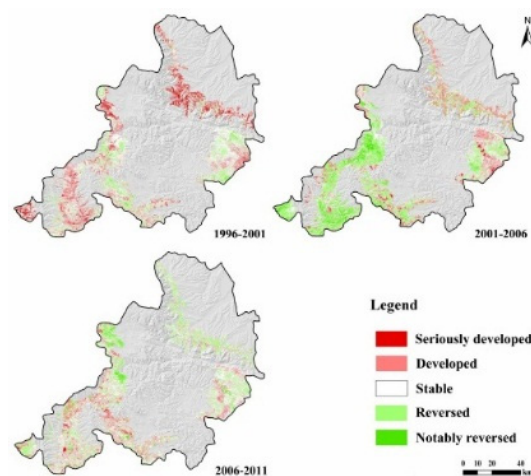 N
1996-2001
2001-2006
2006-2011
Legend
Seriously developed
Developed
Stable
Reversed
Notably reversed
0 10 20 40